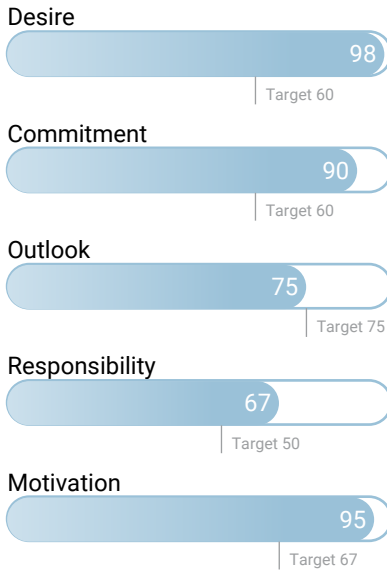 Desire
98
Target 60
Commitment
90
Target 60
Outlook
75
Target 75
Responsibility
67
Target 50
Motivation
95
Target 67